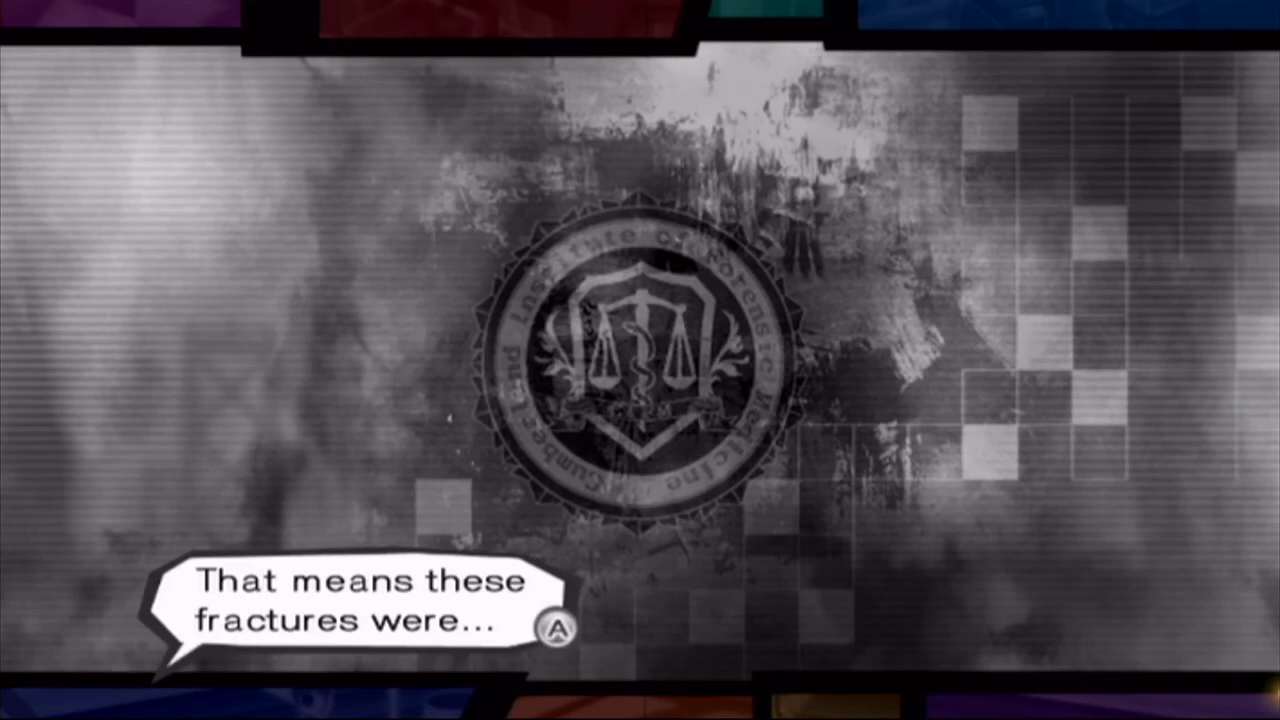 Cumberland Institute of Forensic Medicine
That means these
fractures were...
A